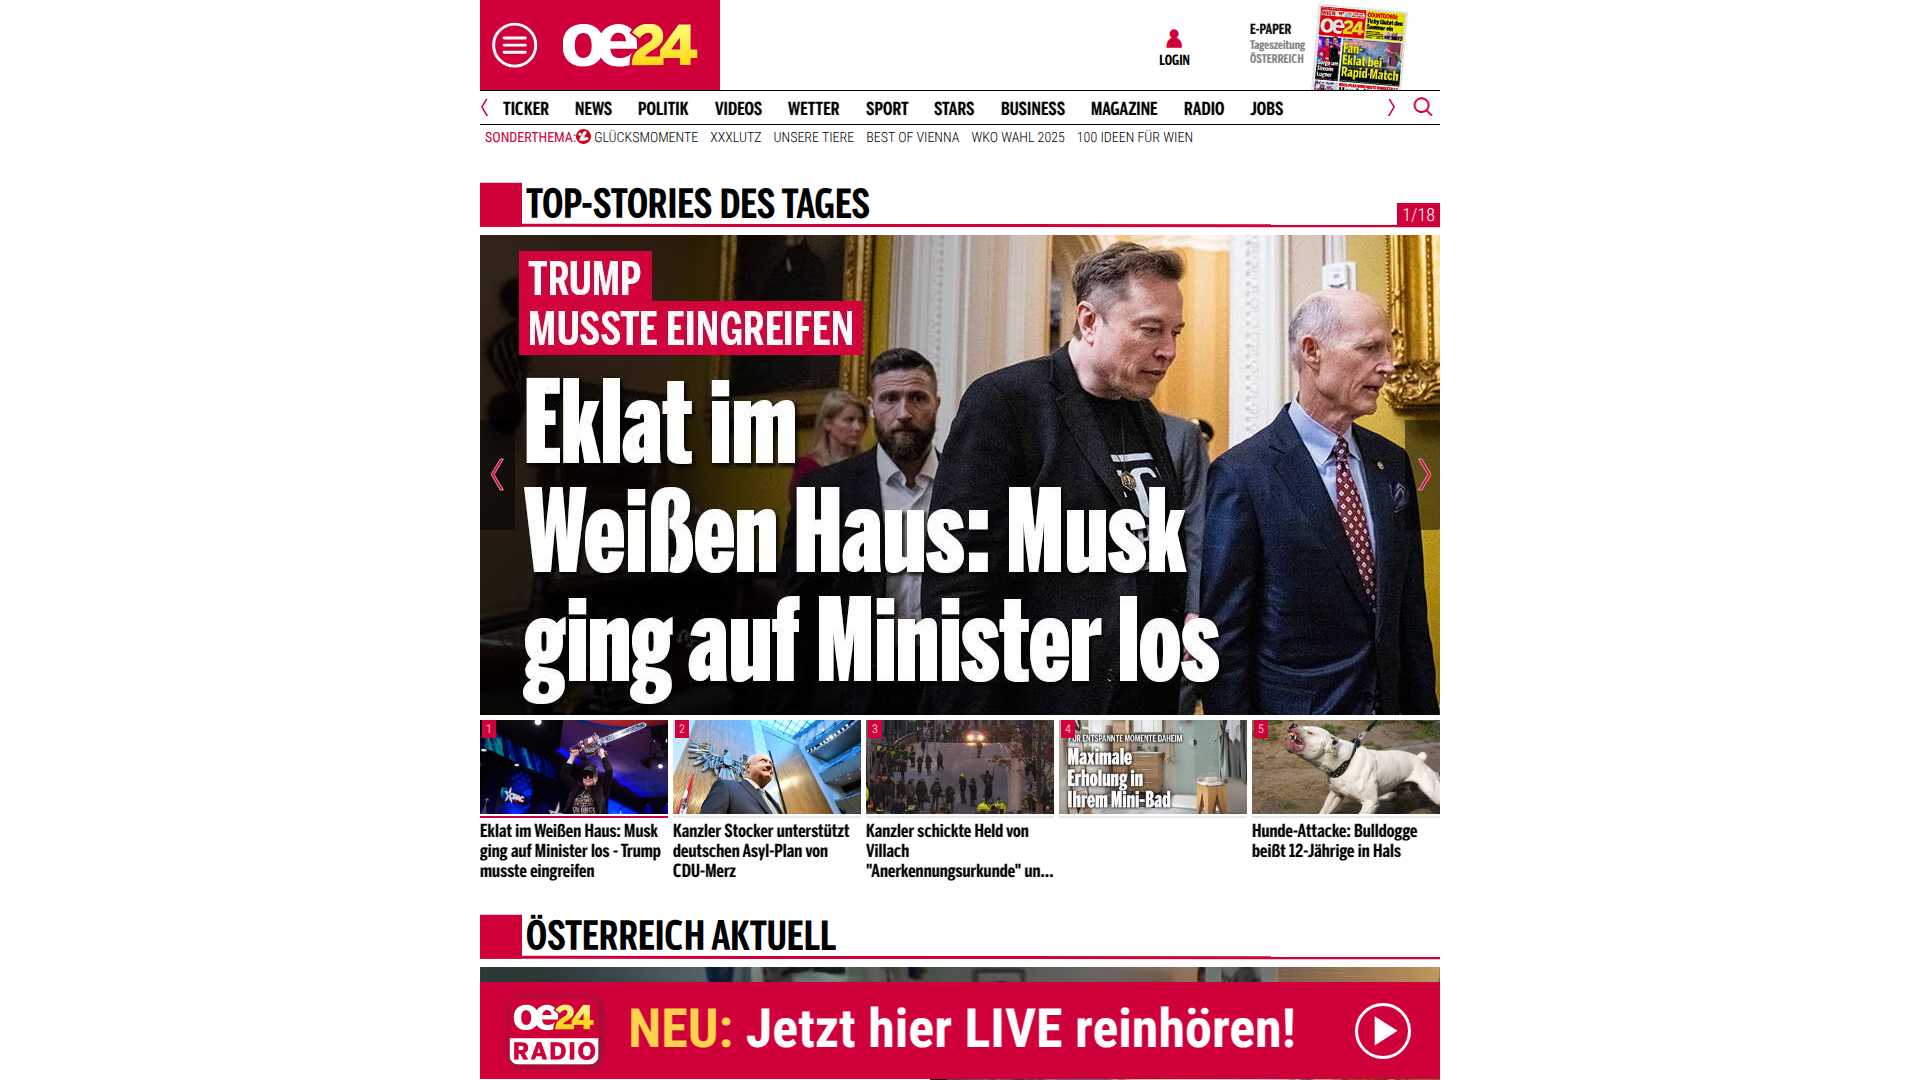 oe24
LOGIN
E-PAPER
Tageszeitung
ÖSTERREICH
oe24
Fan-
Eklat bei
Rapid-Match
TICKER NEWS POLITIK VIDEOS WETTER SPORT STARS BUSINESS MAGAZINE RADIO JOBS
SONDERTHEMA: GLÜCKSMOMENTE XXXLUTZ UNSERE TIERE BEST OF VIENNA WKO WAHL 2025 100 IDEEN FÜR WIEN
TOP-STORIES DES TAGES
1/18
TRUMP
MUSSTE EINGREIFEN
Eklat im
Weißen Haus: Musk
ging auf Minister los
1
2
3
4
5
FÜR ENTSPANNTE MOMENTE DAHEIM
Maximale
Erholung in
Ihrem Mini-Bad
Eklat im Weißen Haus: Musk
ging auf Minister los - Trump
musste eingreifen
Kanzler Stocker unterstützt
deutschen Asyl-Plan von
CDU-Merz
Kanzler schickte Held von
Villach
"Anerkennungsurkunde" un...
Hunde-Attacke: Bulldogge
beißt 12-Jährige in Hals
ÖSTERREICH AKTUELL
oe24
RADIO
NEU: Jetzt hier LIVE reinhören!